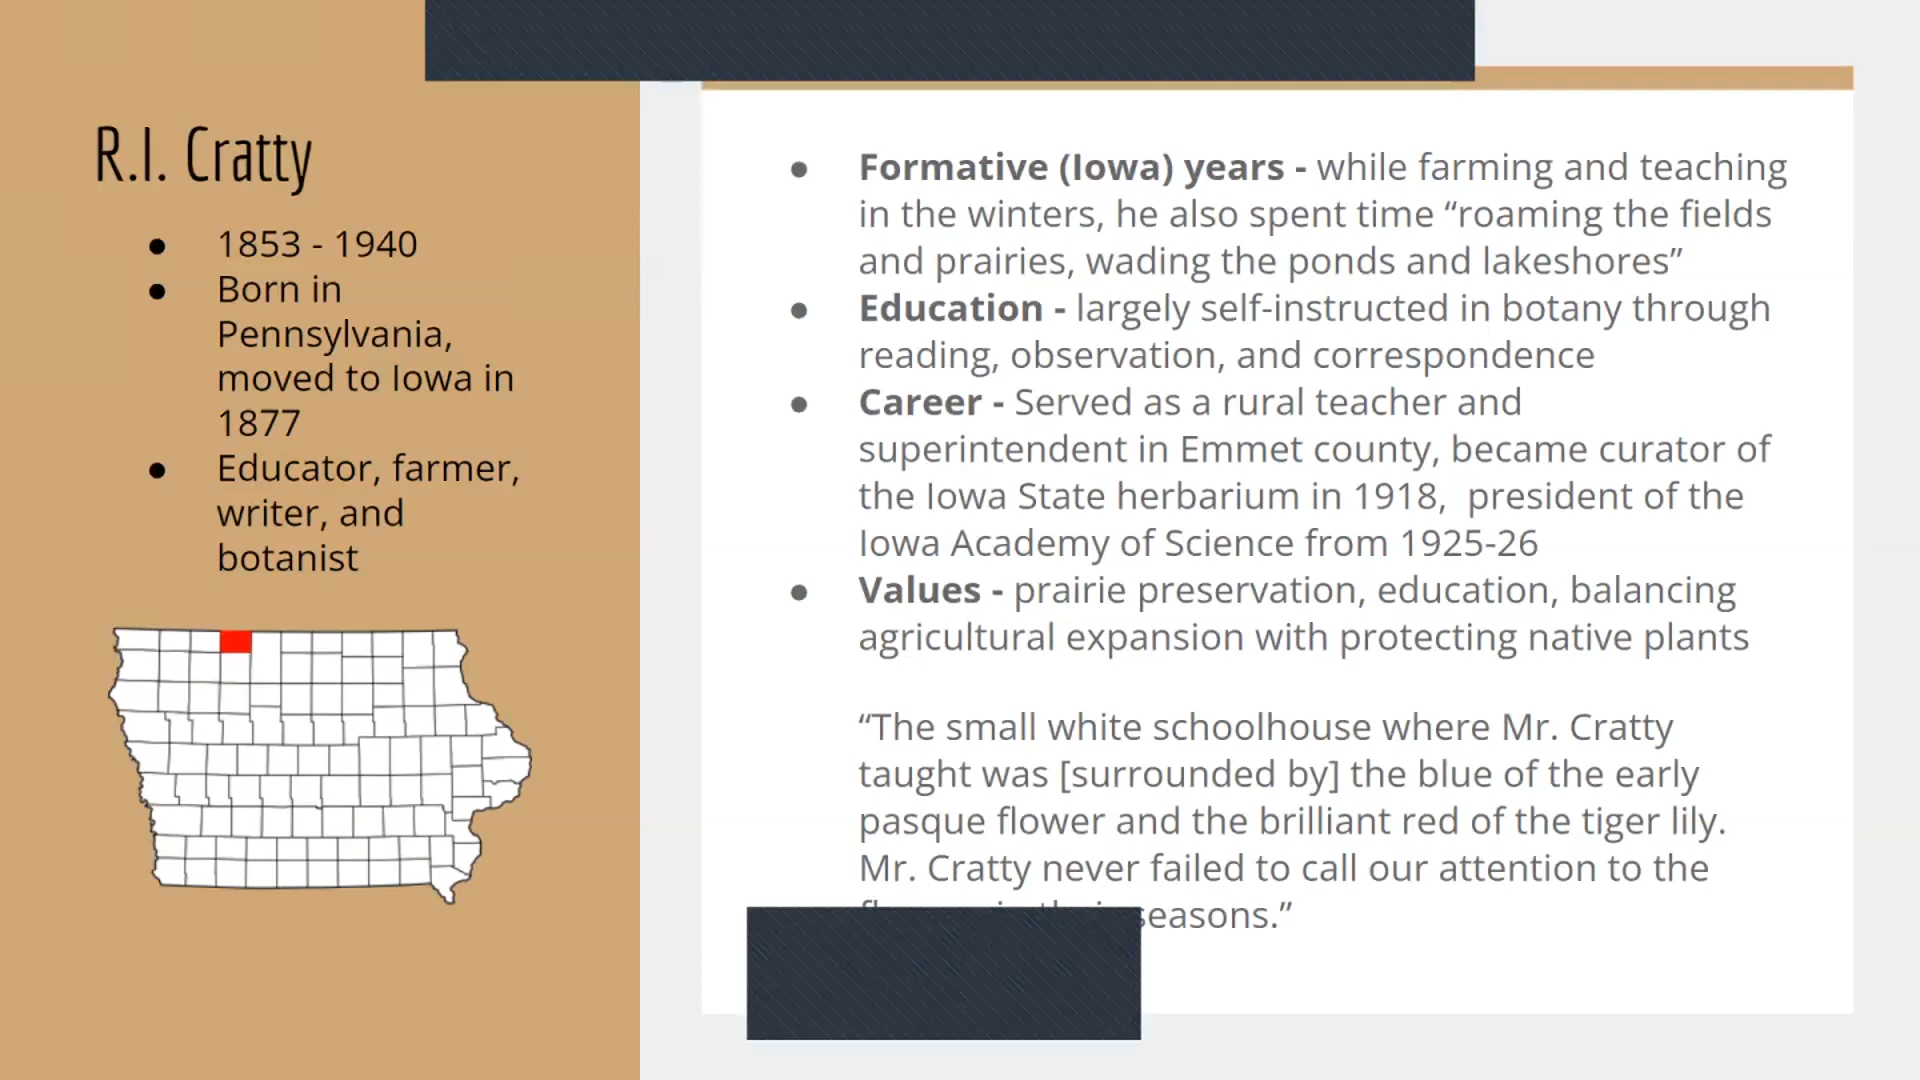 R.I. Cratty
● 1853 - 1940
● Born in
Pennsylvania,
moved to Iowa in
1877
● Educator, farmer,
writer, and
botanist
● Formative (Iowa) years - while farming and teaching
in the winters, he also spent time “roaming the fields
and prairies, wading the ponds and lakeshores”
● Education - largely self-instructed in botany through
reading, observation, and correspondence
● Career - Served as a rural teacher and
superintendent in Emmet county, became curator of
the Iowa State herbarium in 1918,  president of the
Iowa Academy of Science from 1925-26
● Values - prairie preservation, education, balancing
agricultural expansion with protecting native plants
“The small white schoolhouse where Mr. Cratty
taught was [surrounded by] the blue of the early
pasque flower and the brilliant red of the tiger lily.
Mr. Cratty never failed to call our attention to the
seasons.”